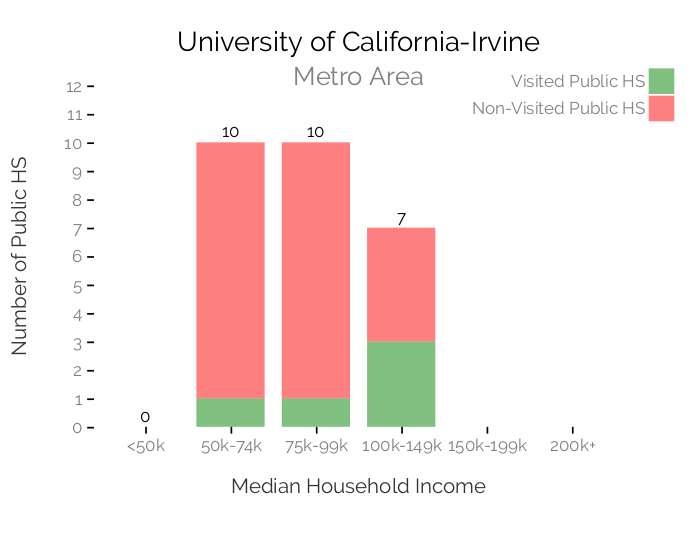 University of California-Irvine
Metro Area
Visited Public HS
Non-Visited Public HS
Number of Public HS
12
11
10
9
8
7
6
5
4
3
2
1
0
0
10
10
7
<50k
50k-74k
75k-99k
100k-149k
150k-199k
200k+
Median Household Income